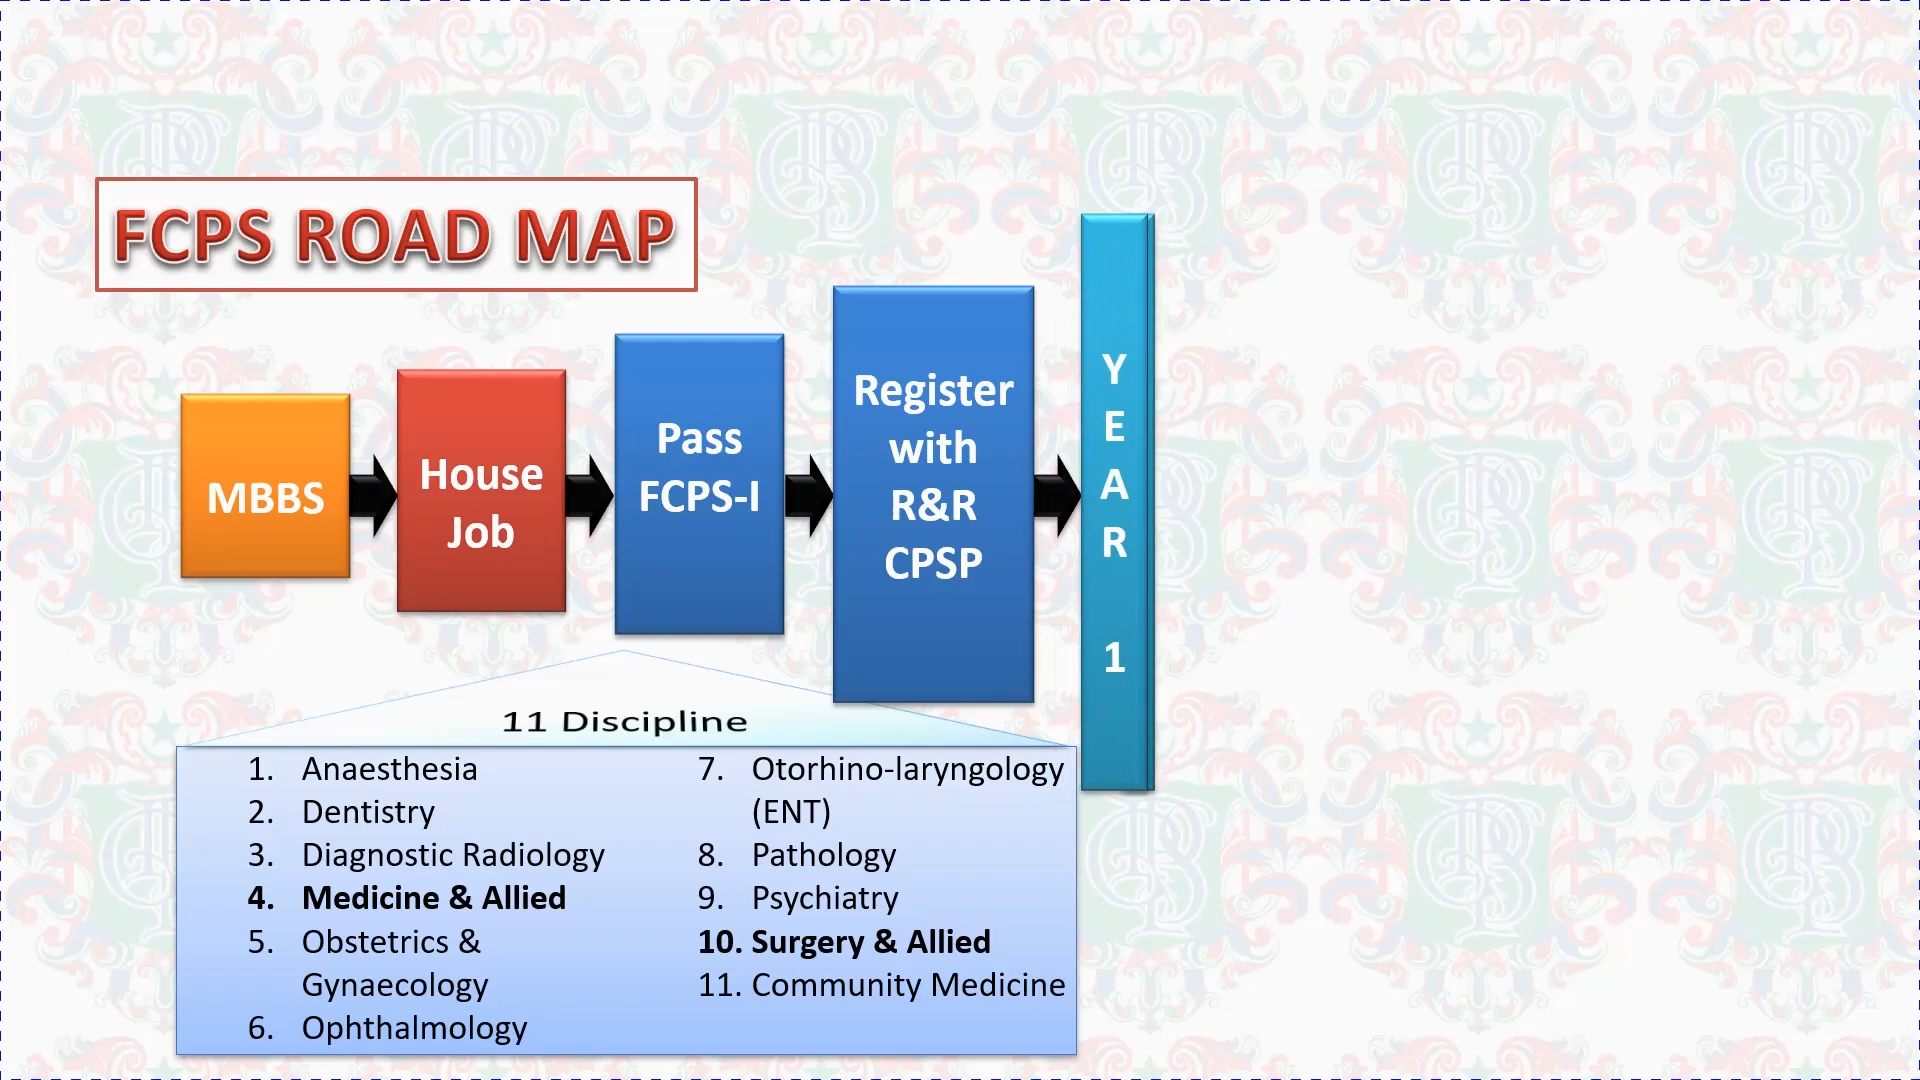 FCPS ROAD MAP
MBBS
House
Job
Pass
FCPS-I
Register
with
R&R
CPSP
Y
E
A
R
1
11 Discipline
1. Anaesthesia
2. Dentistry
3. Diagnostic Radiology
4. Medicine & Allied
5. Obstetrics &
Gynaecology
6. Ophthalmology
7. Otorhino-laryngology
(ENT)
8. Pathology
9. Psychiatry
10. Surgery & Allied
11. Community Medicine